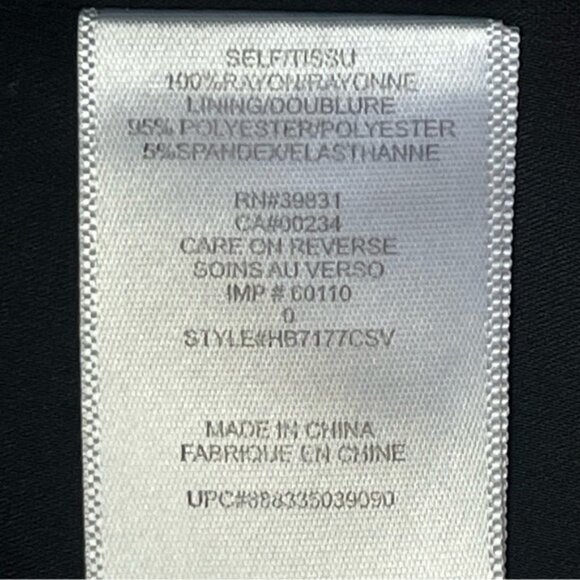 SELF/TISSU
100%RAYON/RAYONNE
LINING/DOUBLURE
95% POLYESTER/POLYESTER
5%SPANDEX/ELASTHANNE
RN#39831
CA#00234
CARE ON REVERSE
SOINS AU VERSO
IMP # 60110
0
STYLE#HB7177CSV
MADE IN CHINA
FABRIQUE EN CHINE
UPC#888335039090